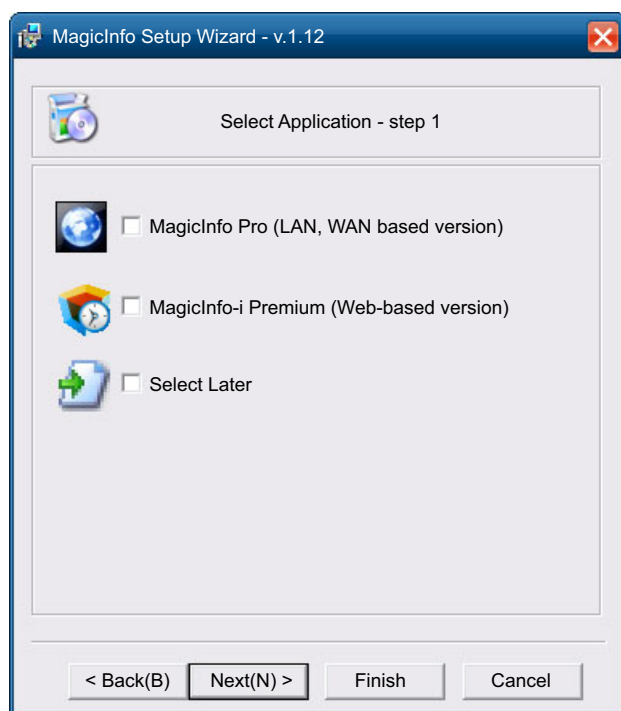 MagicInfo Setup Wizard - v.1.12
Select Application - step 1
MagicInfo Pro (LAN, WAN based version)
MagicInfo-i Premium (Web-based version)
Select Later
< Back(B) Next(N) > Finish Cancel